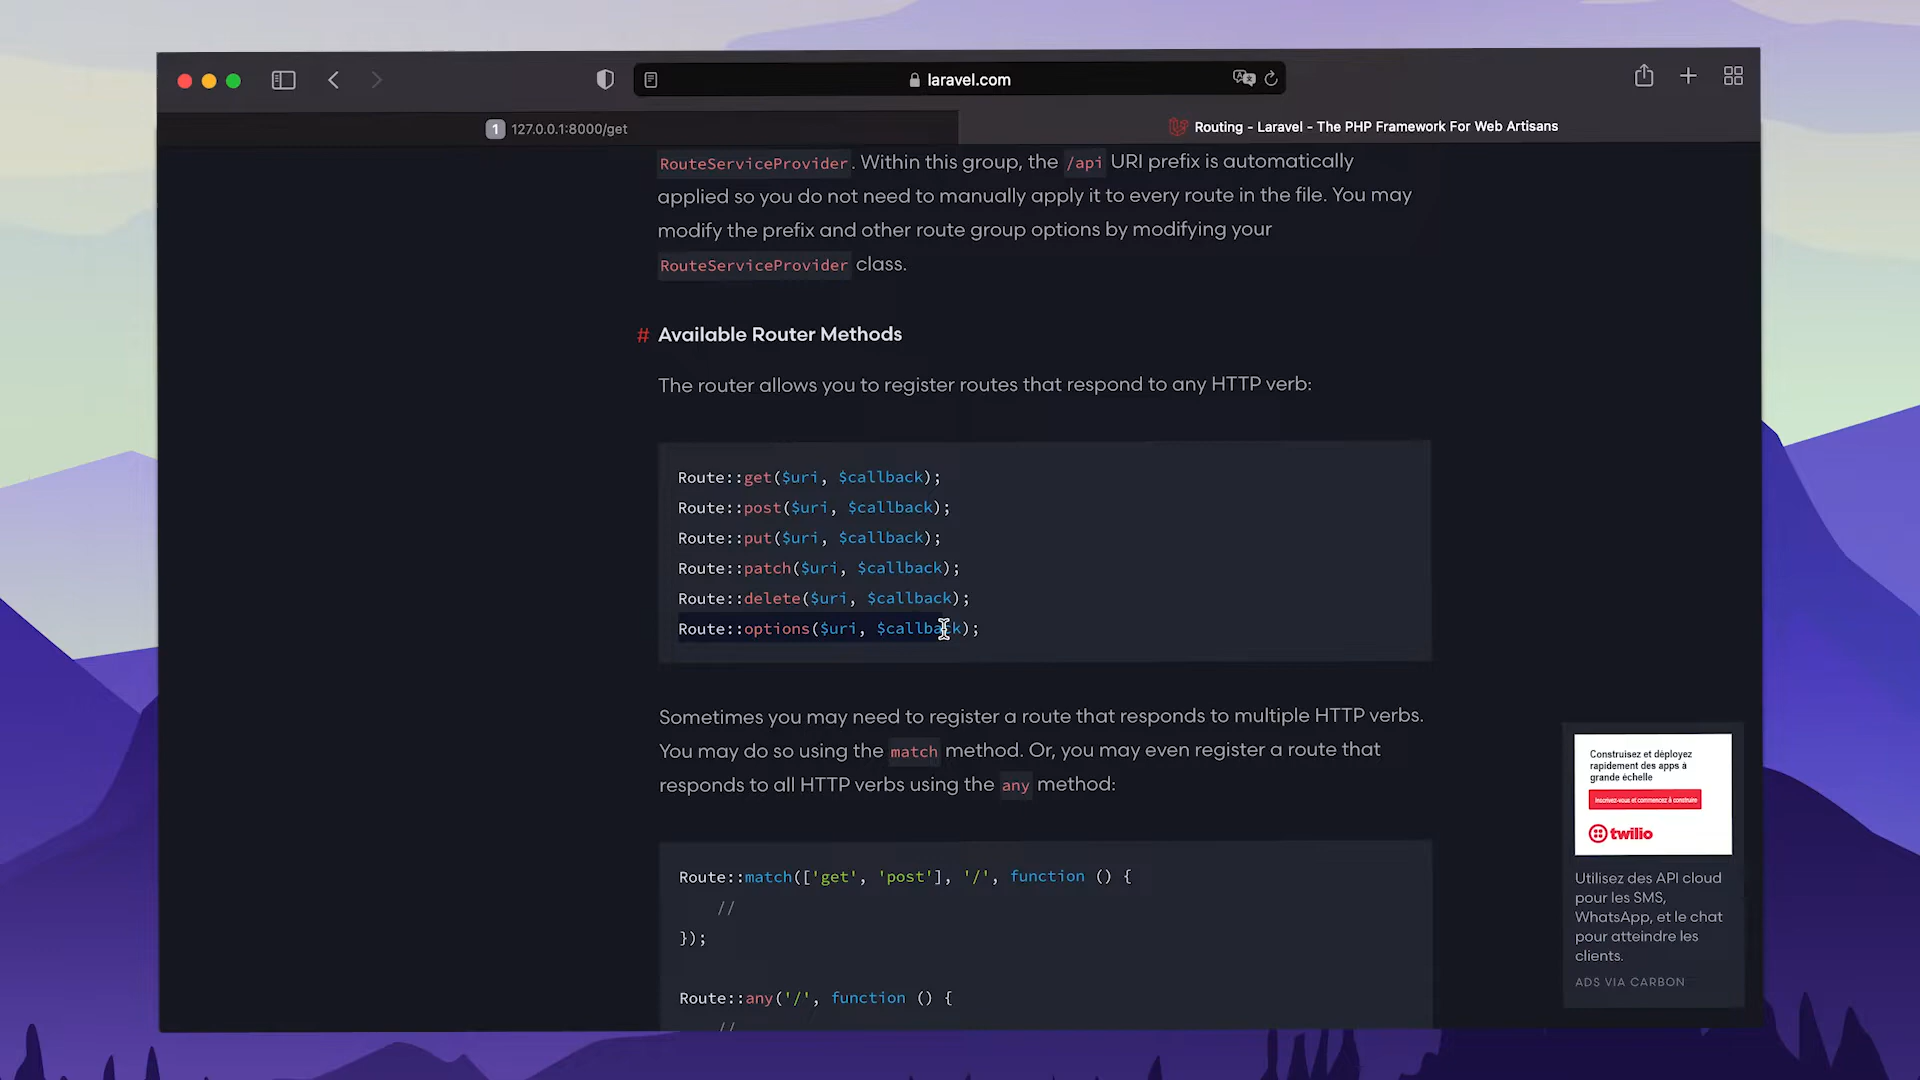 laravel.com
1 127.0.0.1:8000/get
Routing - Laravel - The PHP Framework For Web Artisans
RouteServiceProvider. Within this group, the /api URI prefix is automatically
applied so you do not need to manually apply it to every route in the file. You may
modify the prefix and other route group options by modifying your
RouteServiceProvider class.
# Available Router Methods
The router allows you to register routes that respond to any HTTP verb:
Route::get($uri, $callback);
Route::post($uri, $callback);
Route::put($uri, $callback);
Route::patch($uri, $callback);
Route::delete($uri, $callback);
Route::options($uri, $callback);
Sometimes you may need to register a route that responds to multiple HTTP verbs.
You may do so using the match method. Or, you may even register a route that
responds to all HTTP verbs using the any method:
Route::match(['get', 'post'], '/', function () {
//
});
Route::any('/', function () {
//
Construisez et déployez
rapidement des apps à
grande échelle
Inscrivez-vous et commencez à construire
twilio
Utilisez des API cloud
pour les SMS,
WhatsApp, et le chat
pour atteindre les
clients.
ADS VIA CARBON